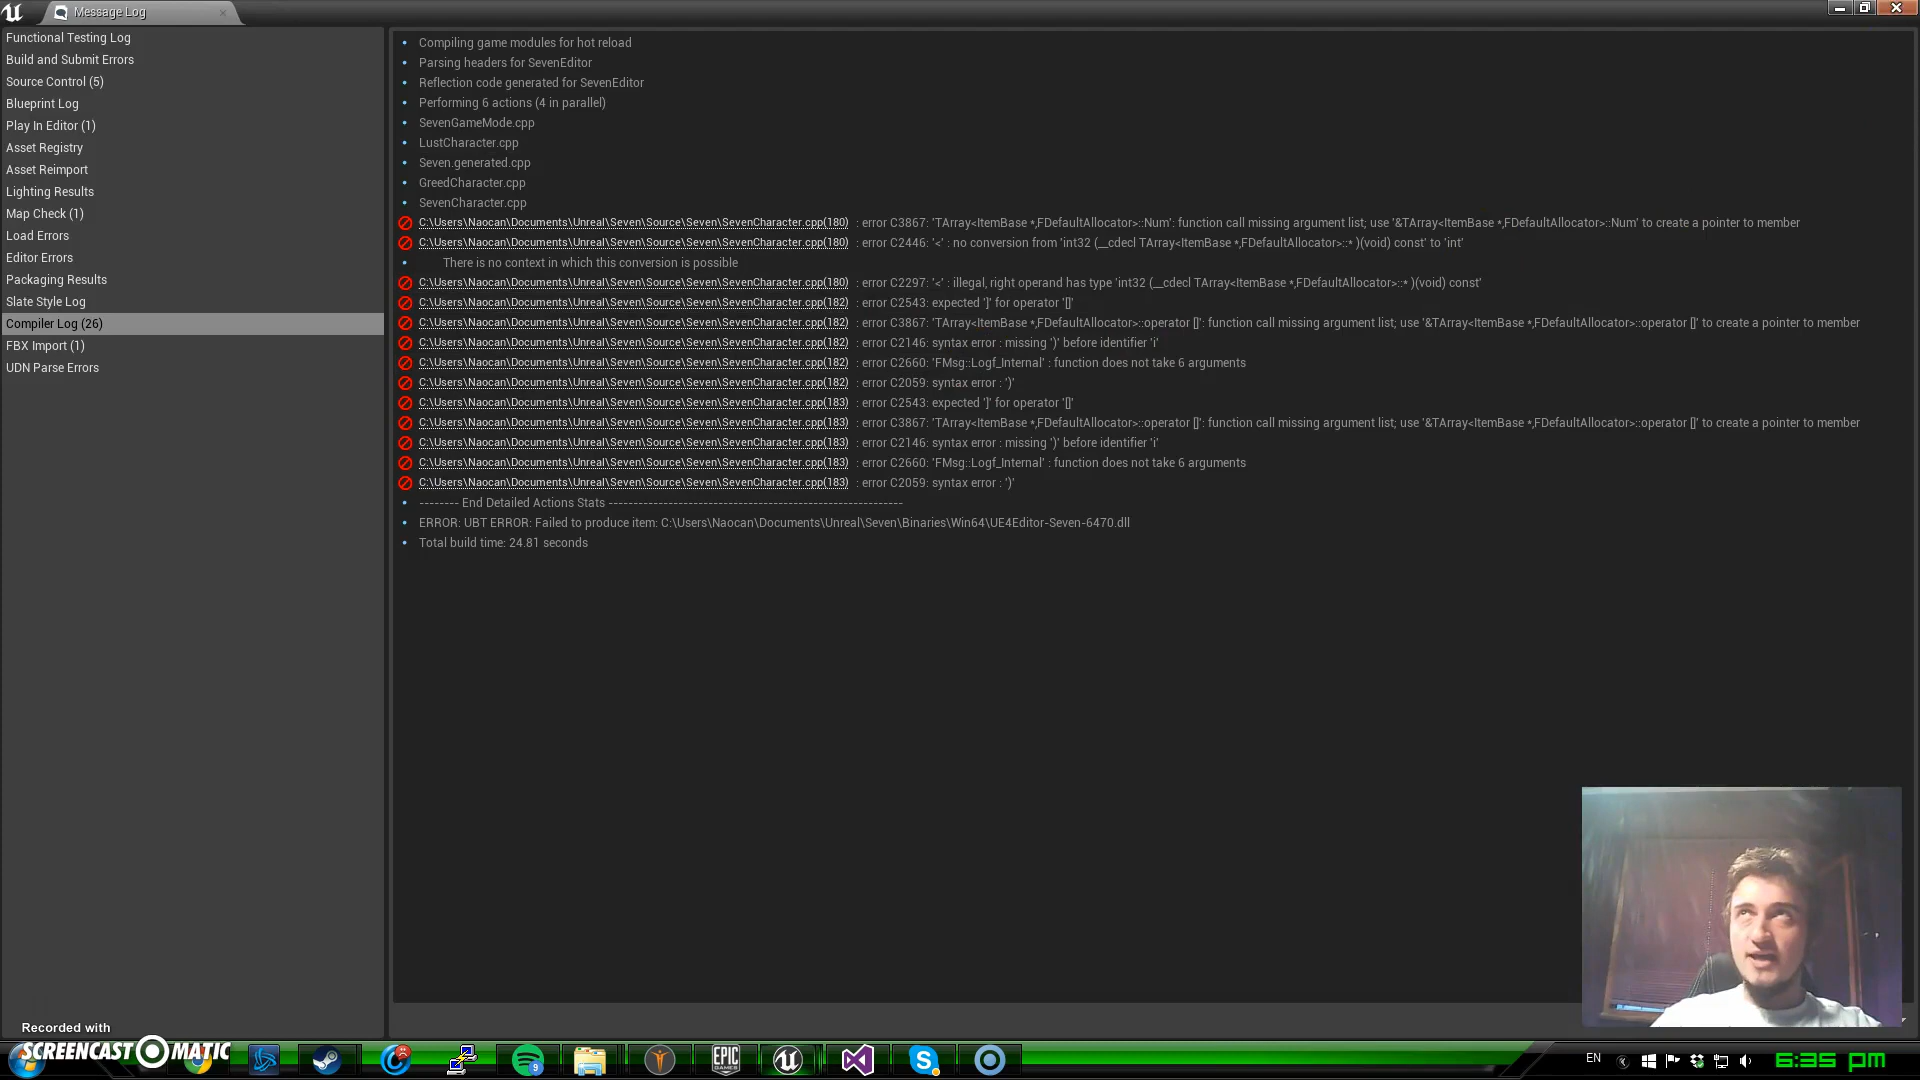 Message Log
Functional Testing Log
Build and Submit Errors
Source Control (5)
Blueprint Log
Play In Editor (1)
Asset Registry
Asset Reimport
Lighting Results
Map Check (1)
Load Errors
Editor Errors
Packaging Results
Slate Style Log
Compiler Log (26)
FBX Import (1)
UDN Parse Errors
Compiling game modules for hot reload
Parsing headers for SevenEditor
Reflection code generated for SevenEditor
Performing 6 actions (4 in parallel)
SevenGameMode.cpp
LustCharacter.cpp
Seven.generated.cpp
GreedCharacter.cpp
SevenCharacter.cpp
C:\Users\Naocan\Documents\Unreal\Seven\Source\Seven\SevenCharacter.cpp(180) : error C3867: 'TArray<ItemBase *,FDefaultAllocator>::Num': function call missing argument list; use '&TArray<ItemBase *,FDefaultAllocator>::Num' to create a pointer to member
C:\Users\Naocan\Documents\Unreal\Seven\Source\Seven\SevenCharacter.cpp(180) : error C2446: '<' : no conversion from 'int32 (__cdecl TArray<ItemBase *,FDefaultAllocator>::* )(void) const' to 'int'
There is no context in which this conversion is possible
C:\Users\Naocan\Documents\Unreal\Seven\Source\Seven\SevenCharacter.cpp(180) : error C2297: '<' : illegal, right operand has type 'int32 (__cdecl TArray<ItemBase *,FDefaultAllocator>::* )(void) const'
C:\Users\Naocan\Documents\Unreal\Seven\Source\Seven\SevenCharacter.cpp(182) : error C2543: expected ']' for operator '[]'
C:\Users\Naocan\Documents\Unreal\Seven\Source\Seven\SevenCharacter.cpp(182) : error C3867: 'TArray<ItemBase *,FDefaultAllocator>::operator []': function call missing argument list; use '&TArray<ItemBase *,FDefaultAllocator>::operator []' to create a pointer to member
C:\Users\Naocan\Documents\Unreal\Seven\Source\Seven\SevenCharacter.cpp(182) : error C2146: syntax error : missing ')' before identifier 'i'
C:\Users\Naocan\Documents\Unreal\Seven\Source\Seven\SevenCharacter.cpp(182) : error C2660: 'FMsg::Logf_Internal' : function does not take 6 arguments
C:\Users\Naocan\Documents\Unreal\Seven\Source\Seven\SevenCharacter.cpp(182) : error C2059: syntax error : ')'
C:\Users\Naocan\Documents\Unreal\Seven\Source\Seven\SevenCharacter.cpp(183) : error C2543: expected ']' for operator '[]'
C:\Users\Naocan\Documents\Unreal\Seven\Source\Seven\SevenCharacter.cpp(183) : error C3867: 'TArray<ItemBase *,FDefaultAllocator>::operator []': function call missing argument list; use '&TArray<ItemBase *,FDefaultAllocator>::operator []' to create a pointer to member
C:\Users\Naocan\Documents\Unreal\Seven\Source\Seven\SevenCharacter.cpp(183) : error C2146: syntax error : missing ')' before identifier 'i'
C:\Users\Naocan\Documents\Unreal\Seven\Source\Seven\SevenCharacter.cpp(183) : error C2660: 'FMsg::Logf_Internal' : function does not take 6 arguments
C:\Users\Naocan\Documents\Unreal\Seven\Source\Seven\SevenCharacter.cpp(183) : error C2059: syntax error : ')'
-------- End Detailed Actions Stats -----------------------------------------------------------
ERROR: UBT ERROR: Failed to produce item: C:\Users\Naocan\Documents\Unreal\Seven\Binaries\Win64\UE4Editor-Seven-6470.dll
Total build time: 24.81 seconds
Recorded with
SCREENCAST-O-MATIC
9
EPIC GAMES
EN
6:35 pm